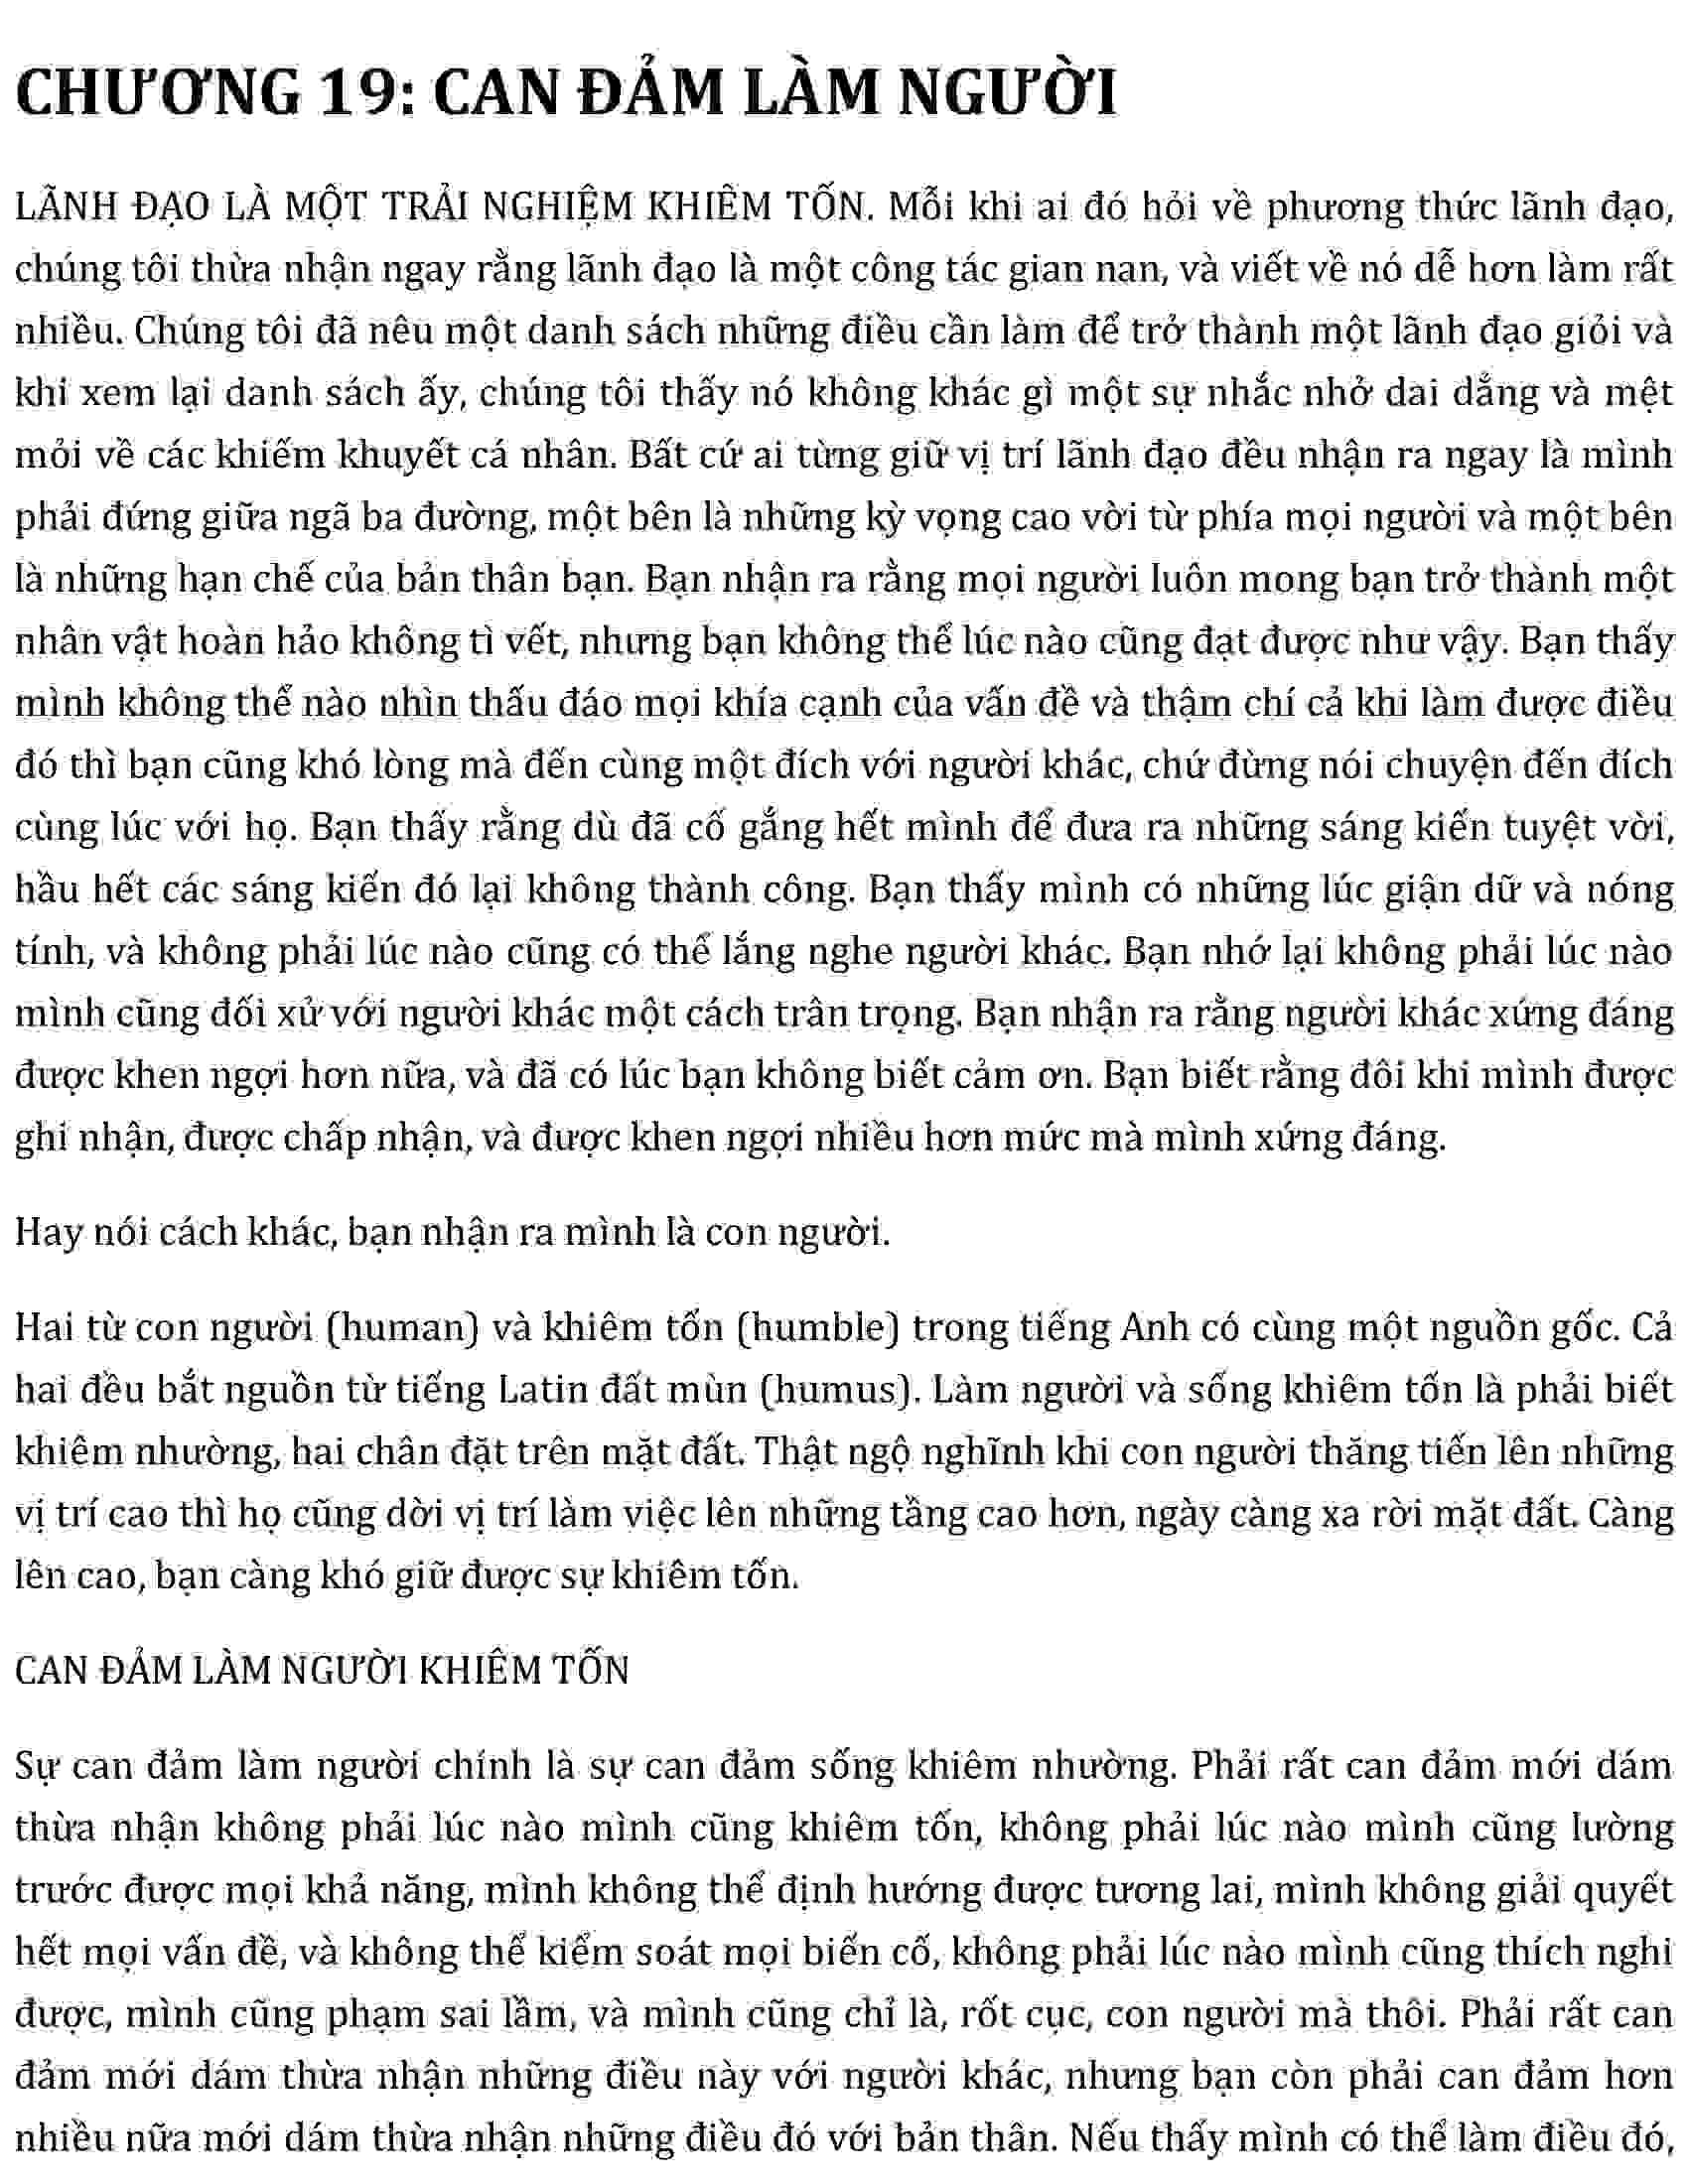 CHƯƠNG 19: CAN ĐẢM LÀM NGƯỜI
LÃNH ĐẠO LÀ MỘT TRẢI NGHIỆM KHIÊM TỐN. Mỗi khi ai đó hỏi về phương thức lãnh đạo,
chúng tôi thừa nhận ngay rằng lãnh đạo là một công tác gian nan, và viết về nó dễ hơn làm rất
nhiều. Chúng tôi đã nêu một danh sách những điều cần làm để trở thành một lãnh đạo giỏi và
khi xem lại danh sách ấy, chúng tôi thấy nó không khác gì một sự nhắc nhở dai dẳng và mệt
mỏi về các khiếm khuyết cá nhân. Bất cứ ai từng giữ vị trí lãnh đạo đều nhận ra ngay là mình
phải đứng giữa ngã ba đường, một bên là những kỳ vọng cao vời từ phía mọi người và một bên
là những hạn chế của bản thân bạn. Bạn nhận ra rằng mọi người luôn mong bạn trở thành một
nhân vật hoàn hảo không tì vết, nhưng bạn không thể lúc nào cũng đạt được như vậy. Bạn thấy
mình không thể nào nhìn thấu đáo mọi khía cạnh của vấn đề và thậm chí cả khi làm được điều
đó thì bạn cũng khó lòng mà đến cùng một đích với người khác, chứ đừng nói chuyện đến đích
cùng lúc với họ. Bạn thấy rằng dù đã cố gắng hết mình để đưa ra những sáng kiến tuyệt vời,
hầu hết các sáng kiến đó lại không thành công. Bạn thấy mình có những lúc giận dữ và nóng
tính, và không phải lúc nào cũng có thể lắng nghe người khác. Bạn nhớ lại không phải lúc nào
mình cũng đối xử với người khác một cách trân trọng. Bạn nhận ra rằng người khác xứng đáng
được khen ngợi hơn nữa, và đã có lúc bạn không biết cảm ơn. Bạn biết rằng đôi khi mình được
ghi nhận, được chấp nhận, và được khen ngợi nhiều hơn mức mà mình xứng đáng.
Hay nói cách khác, bạn nhận ra mình là con người.
Hai từ con người (human) và khiêm tốn (humble) trong tiếng Anh có cùng một nguồn gốc. Cả
hai đều bắt nguồn từ tiếng Latin đất mùn (humus). Làm người và sống khiêm tốn là phải biết
khiêm nhường, hai chân đặt trên mặt đất. Thật ngộ nghĩnh khi con người thăng tiến lên những
vị trí cao thì họ cũng dời vị trí làm việc lên những tầng cao hơn, ngày càng xa rời mặt đất. Càng
lên cao, bạn càng khó giữ được sự khiêm tốn.
CAN ĐẢM LÀM NGƯỜI KHIÊM TỐN
Sự can đảm làm người chính là sự can đảm sống khiêm nhường. Phải rất can đảm mới dám
thừa nhận không phải lúc nào mình cũng khiêm tốn, không phải lúc nào mình cũng lường
trước được mọi khả năng, mình không thể định hướng được tương lai, mình không giải quyết
hết mọi vấn đề, và không thể kiểm soát mọi biến cố, không phải lúc nào mình cũng thích nghi
được, mình cũng phạm sai lầm, và mình cũng chỉ là, rốt cục, con người mà thôi. Phải rất can
đảm mới dám thừa nhận những điều này với người khác, nhưng bạn còn phải can đảm hơn
nhiều nữa mới dám thừa nhận những điều đó với bản thân. Nếu thấy mình có thể làm điều đó,